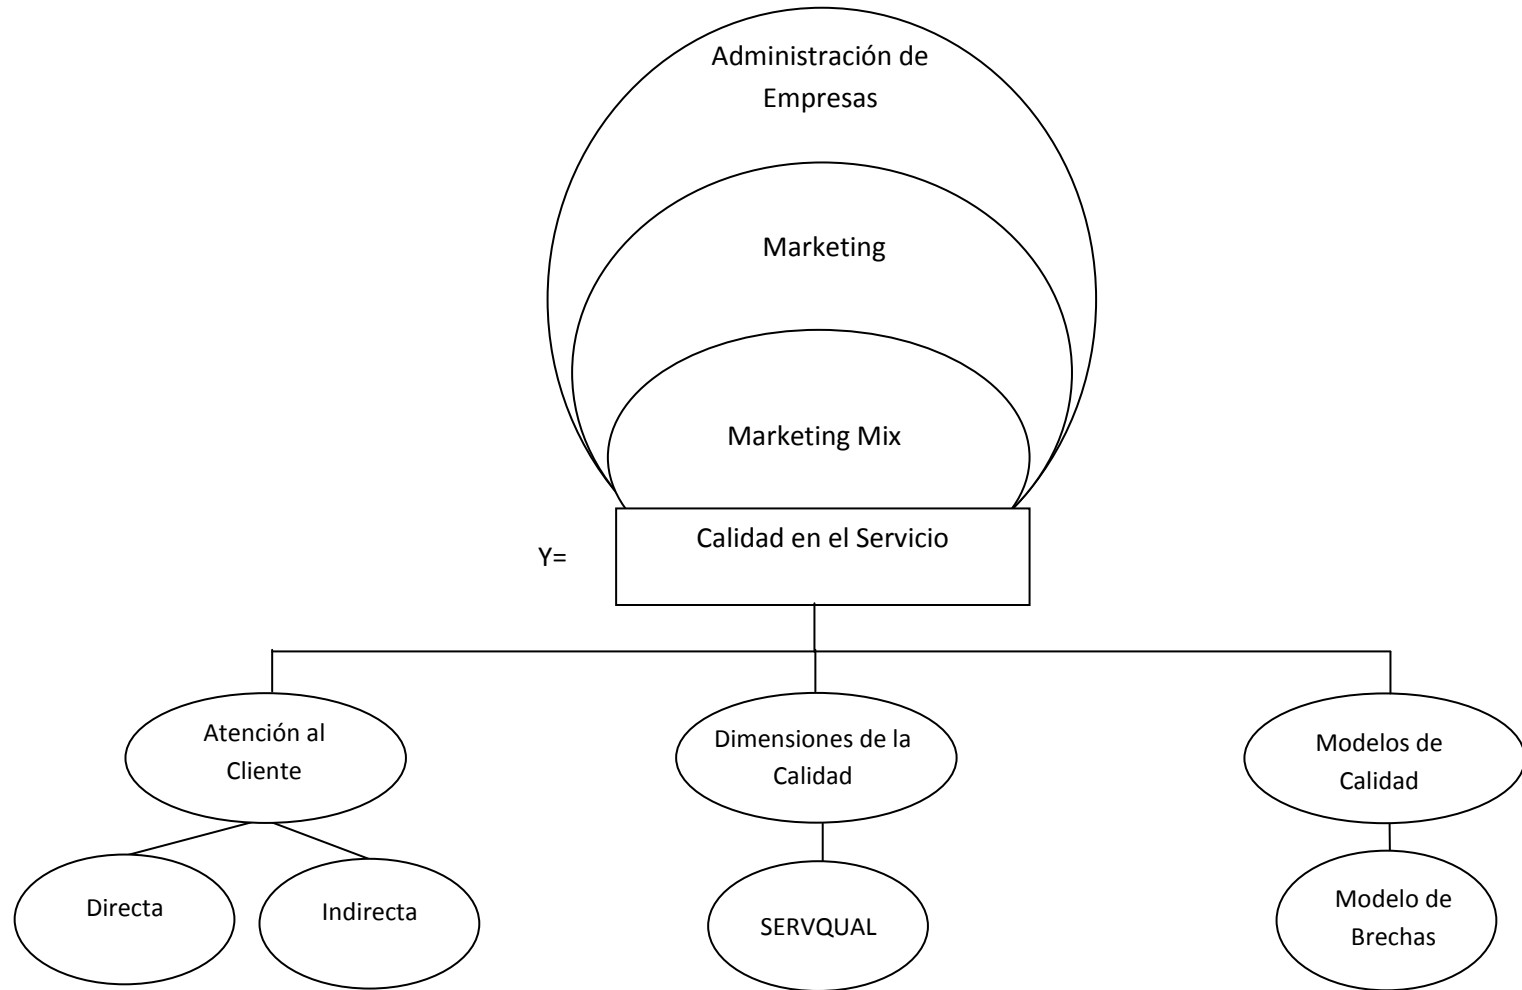 Administración de
Empresas
Marketing
Marketing Mix
Calidad en el Servicio
Y=
Atención al
Cliente
Dimensiones de la
Calidad
Modelos de
Calidad
Directa
Indirecta
SERVQUAL
Modelo de
Brechas